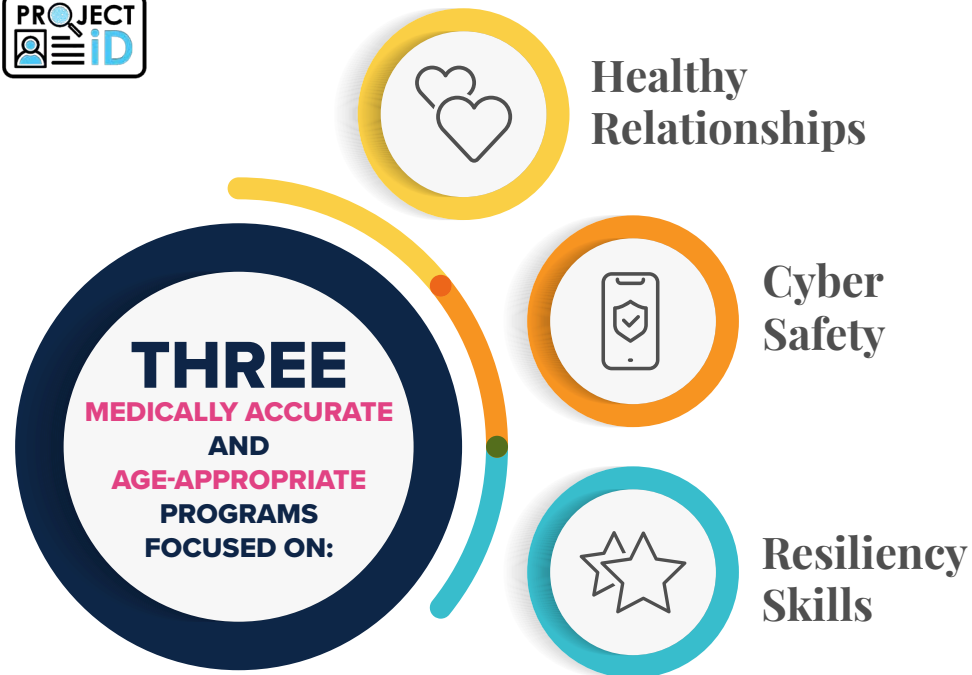 PROJECT
iD
Healthy
Relationships
Cyber
Safety
THREE
MEDICALLY ACCURATE
AND
AGE-APPROPRIATE
PROGRAMS
FOCUSED ON:
Resiliency
Skills